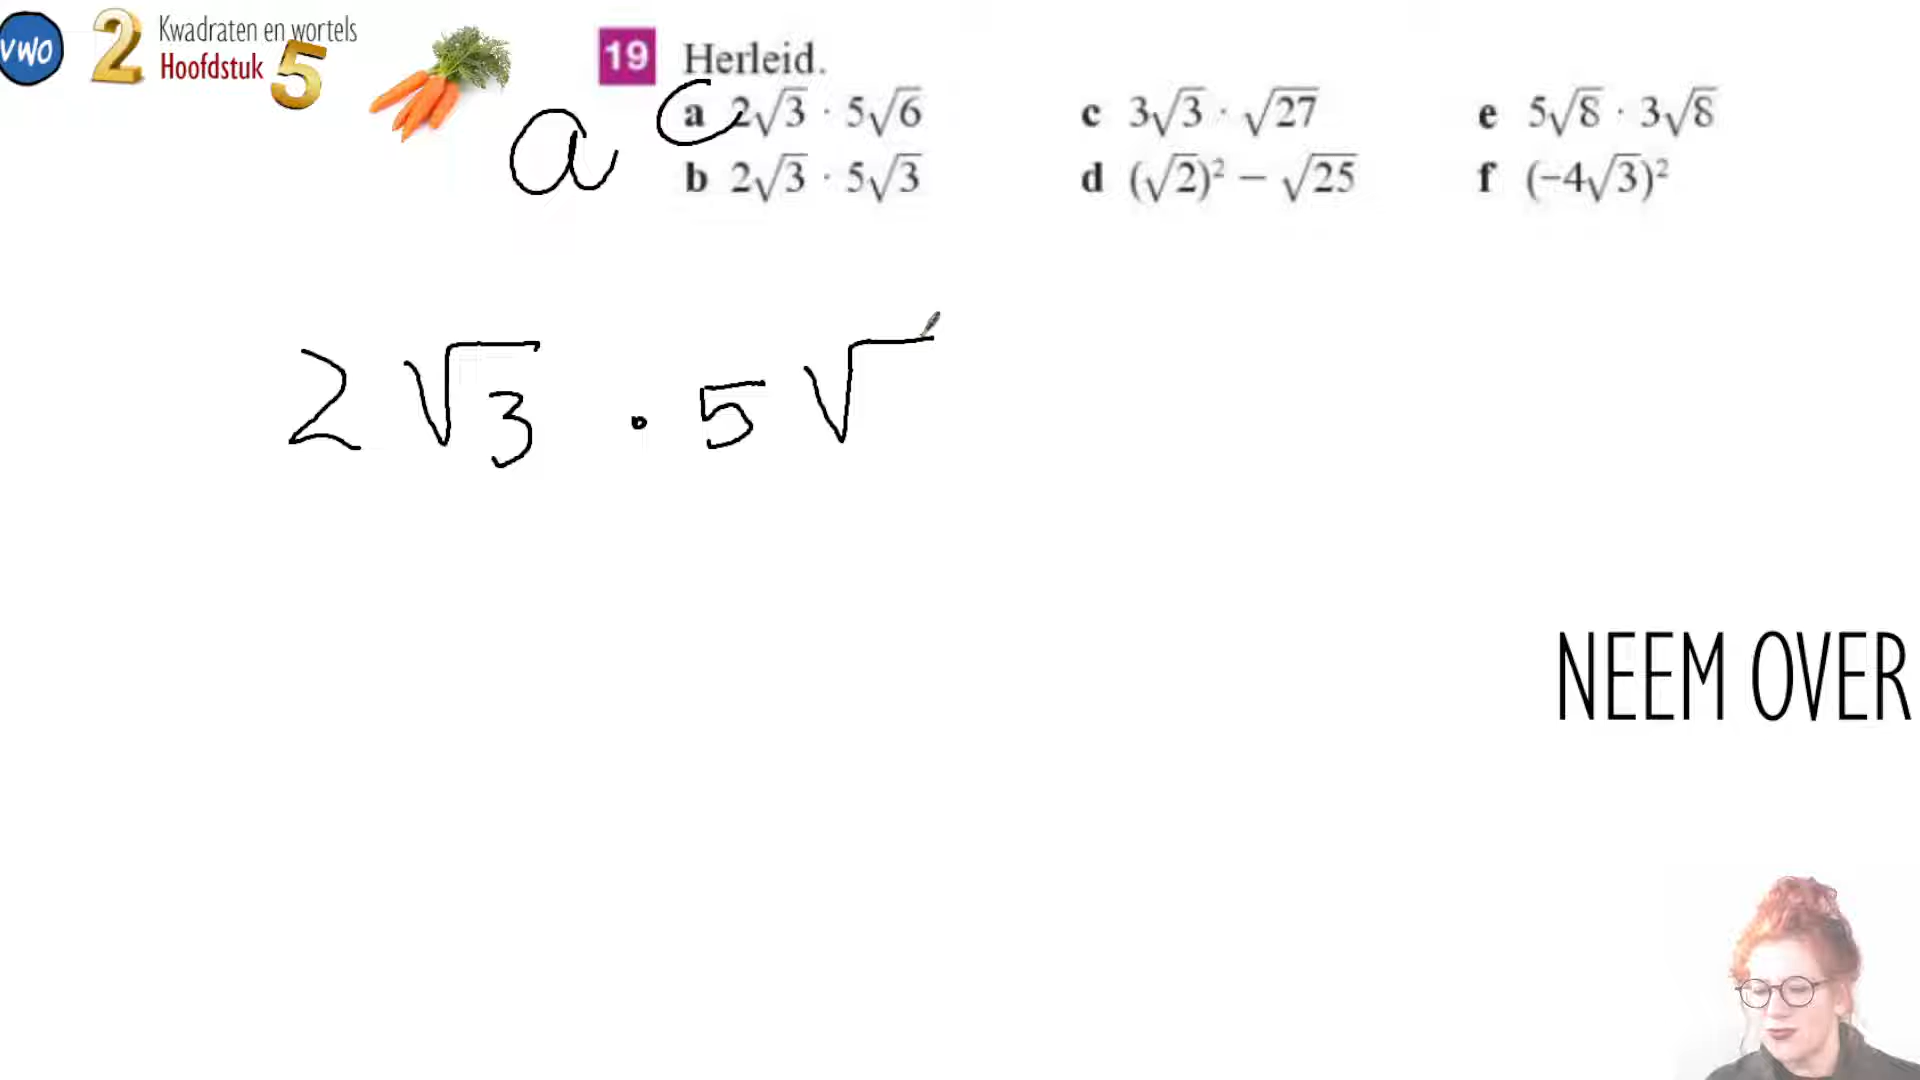 VWO 2 Kwadraten en wortels
Hoofdstuk 5
19 Herleid.
a 2√3 · 5√6
b 2√3 · 5√3
c 3√3 · √27
d (√2)² − √25
e 5√8 · 3√8
f (−4√3)²
a
2 √3 · 5 √
NEEM OVER